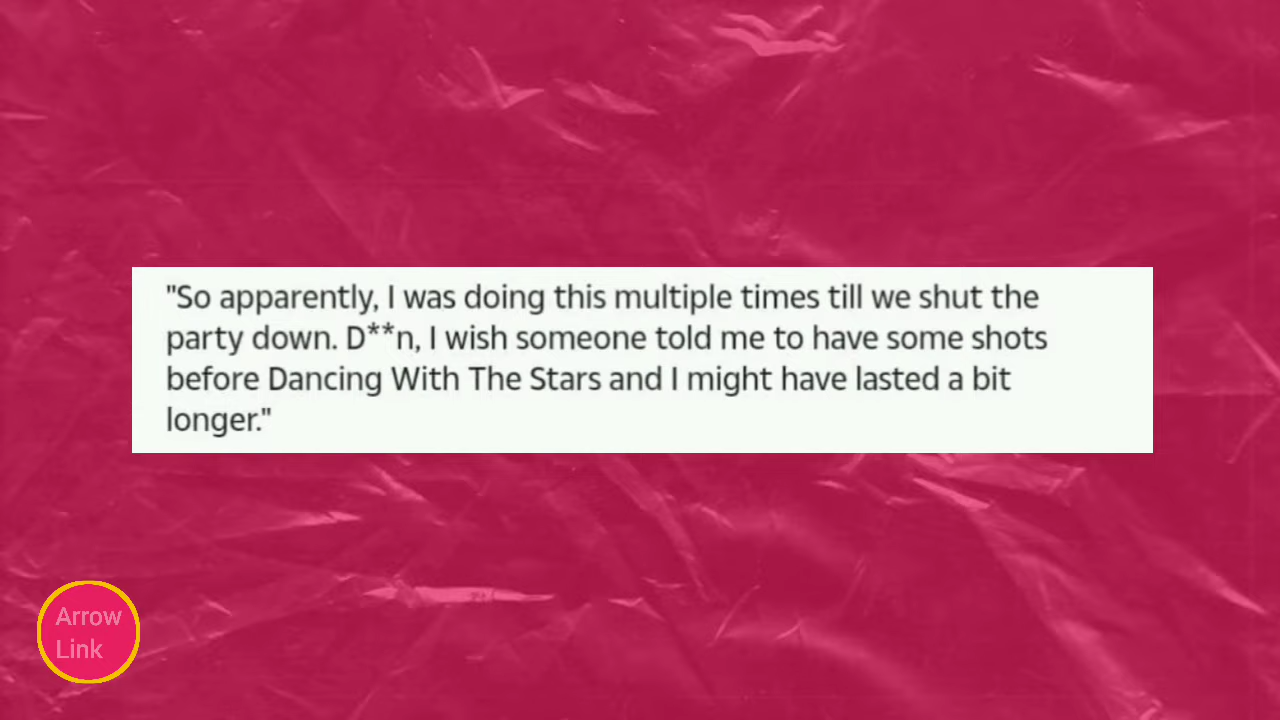 "So apparently, I was doing this multiple times till we shut the
party down. D**n, I wish someone told me to have some shots
before Dancing With The Stars and I might have lasted a bit
longer."
Arrow
Link